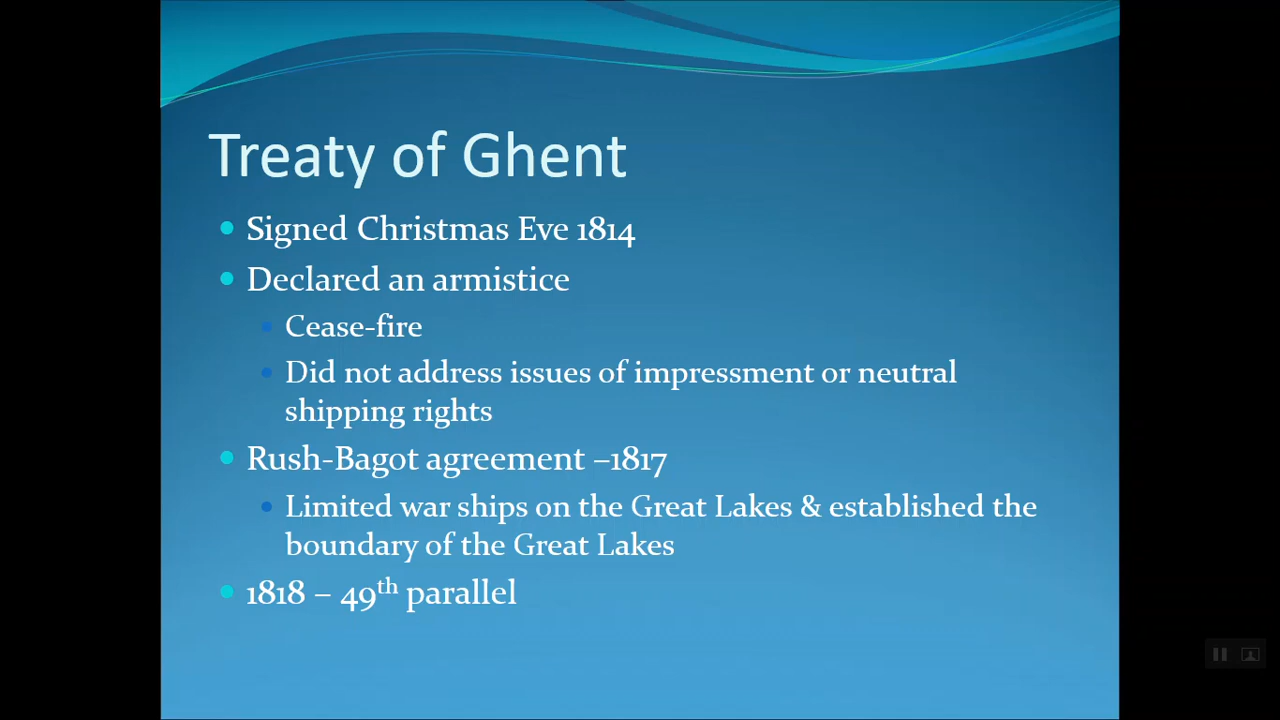 Treaty of Ghent
Signed Christmas Eve 1814
Declared an armistice
Cease-fire
Did not address issues of impressment or neutral
shipping rights
Rush-Bagot agreement –1817
Limited war ships on the Great Lakes & established the
boundary of the Great Lakes
1818 – 49th parallel